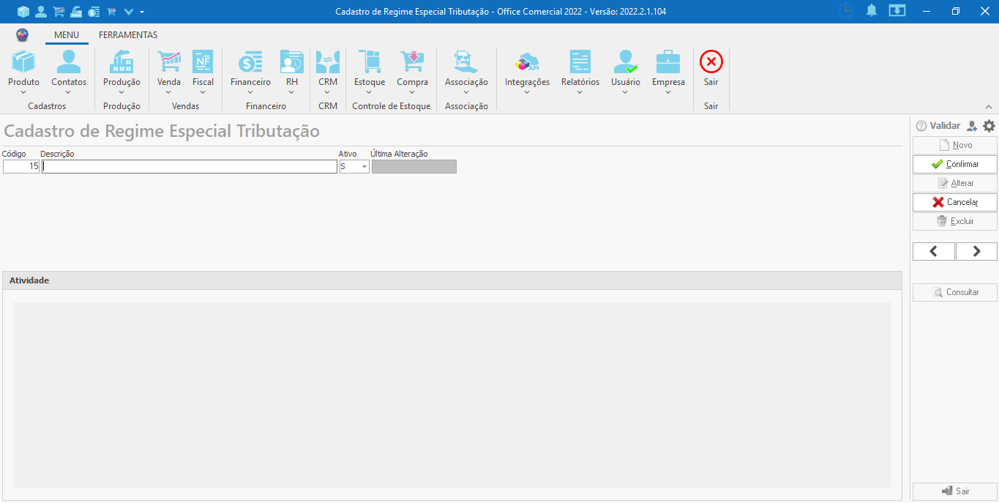 Cadastro de Regime Especial Tributação - Office Comercial 2022 - Versão: 2022.2.1.104
MENU FERRAMENTAS
NF API
Produto Contatos Produção Venda Fiscal Financeiro RH CRM Estoque Compra Associação Integrações Relatórios Usuário Empresa Sair
Cadastros Produção Vendas Financeiro CRM Controle de Estoque Associação Sair
Cadastro de Regime Especial Tributação
Validar
Código Descrição Ativo Última Alteração
15 S
Novo
Confirmar
Alterar
Cancelar
Excluir
Atividade
Consultar
Sair